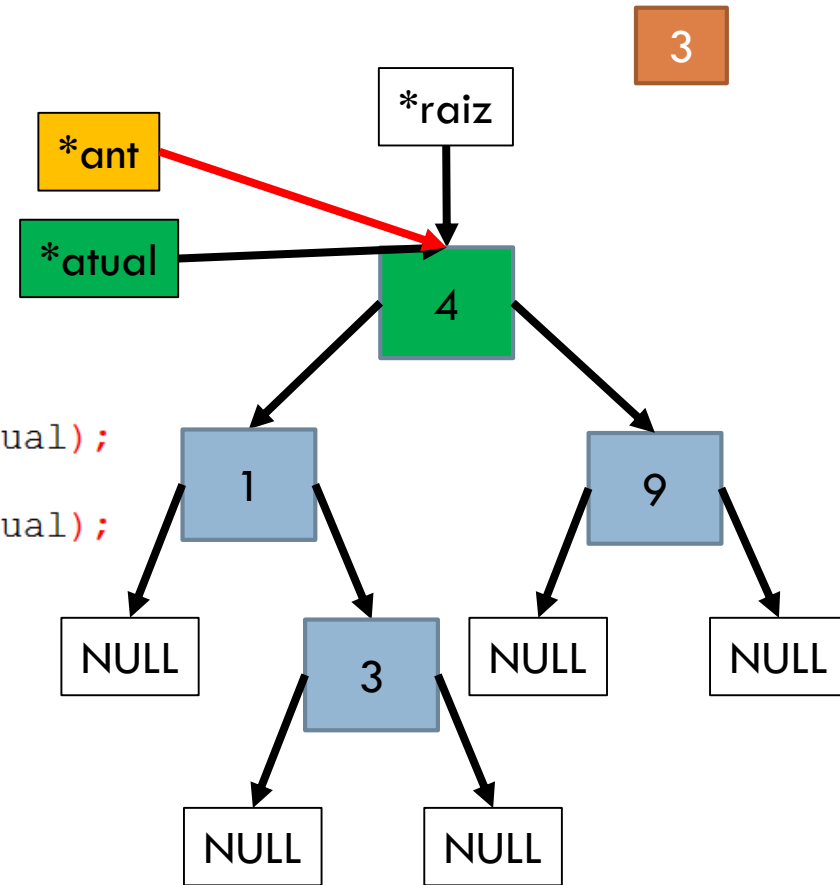 3
*raiz
*ant
*atual
4
ual);
1
9
ual);
NULL
3
NULL
NULL
NULL
NULL